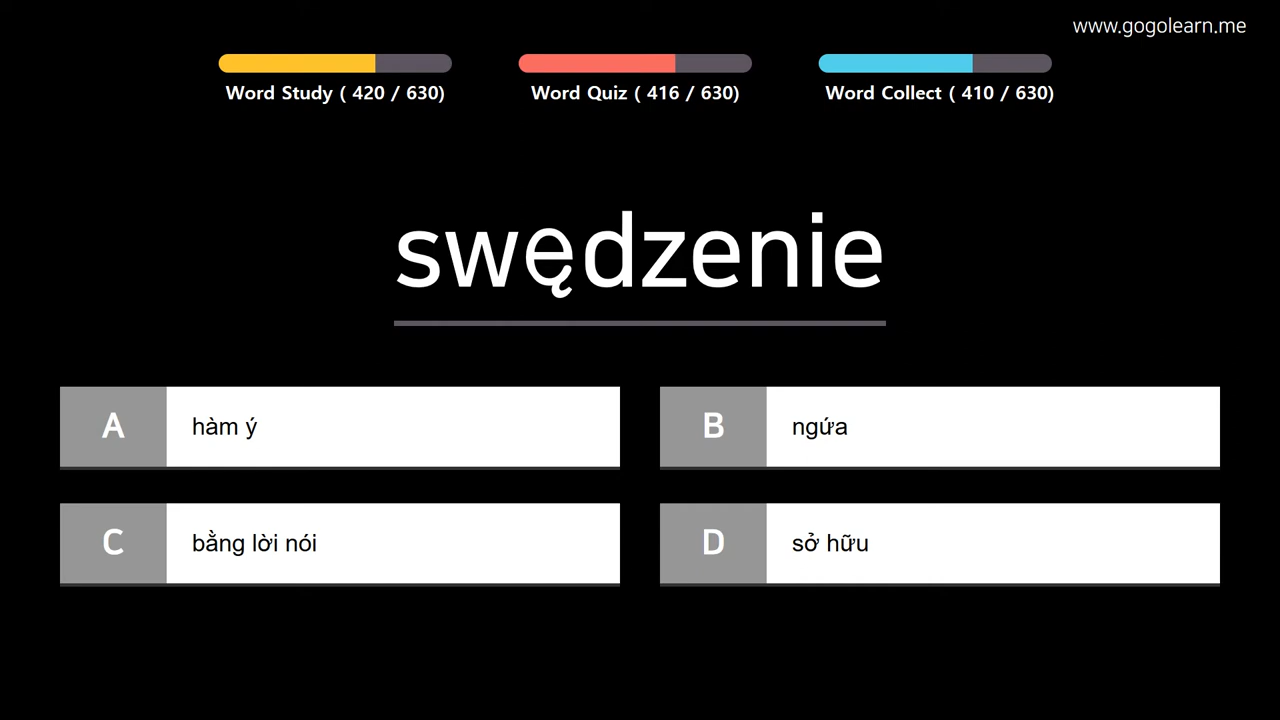 www.gogolearn.me
Word Study ( 420 / 630)
Word Quiz ( 416 / 630)
Word Collect ( 410 / 630)
swędzenie
A hàm ý
B ngứa
C bằng lời nói
D sở hữu